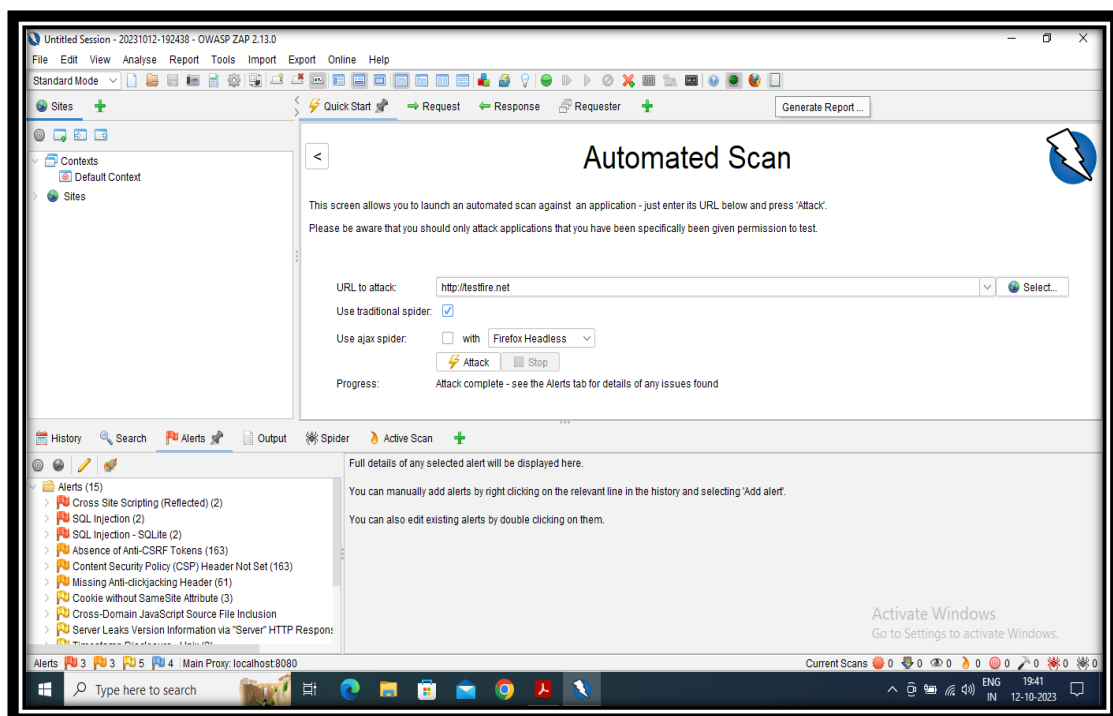 Untitled Session - 20231012-192438 - OWASP ZAP 2.13.0
File Edit View Analyse Report Tools Import Export Online Help
Standard Mode
Sites
Quick Start Request Response Requester
Generate Report ...
<
Automated Scan
Contexts
Default Context
Sites
This screen allows you to launch an automated scan against an application - just enter its URL below and press 'Attack'.
Please be aware that you should only attack applications that you have been specifically been given permission to test.
URL to attack: http://testfire.net Select...
Use traditional spider:
Use ajax spider: with Firefox Headless
Attack Stop
Progress: Attack complete - see the Alerts tab for details of any issues found
History Search Alerts Output Spider Active Scan
Alerts (15)
Cross Site Scripting (Reflected) (2)
SQL Injection (2)
SQL Injection - SQLite (2)
Absence of Anti-CSRF Tokens (163)
Content Security Policy (CSP) Header Not Set (163)
Missing Anti-clickjacking Header (61)
Cookie without SameSite Attribute (3)
Cross-Domain JavaScript Source File Inclusion
Server Leaks Version Information via "Server" HTTP Respons
Full details of any selected alert will be displayed here.
You can manually add alerts by right clicking on the relevant line in the history and selecting 'Add alert'.
You can also edit existing alerts by double clicking on them.
Activate Windows
Go to Settings to activate Windows.
Alerts 3 3 5 4 Main Proxy: localhost:8080
Current Scans 0 0 0 0 0 0 0 0
Type here to search
ENG 19:41
IN 12-10-2023